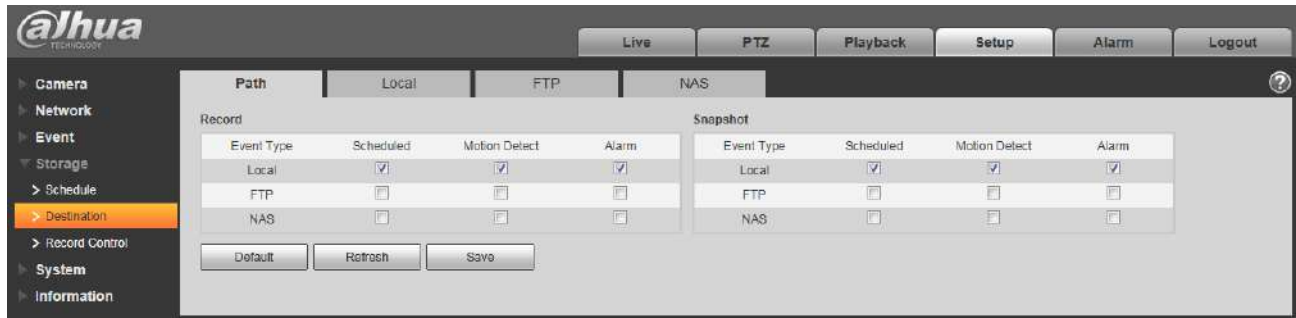 alhua
TECHNOLOGY
Live PTZ Playback Setup Alarm Logout
Camera
Network
Event
Storage
Schedule
Destination
Record Control
System
Information
Path Local FTP NAS
Record
Event Type Scheduled Motion Detect Alarm
Local
FTP
NAS
Snapshot
Event Type Scheduled Motion Detect Alarm
Local
FTP
NAS
Default Refresh Save